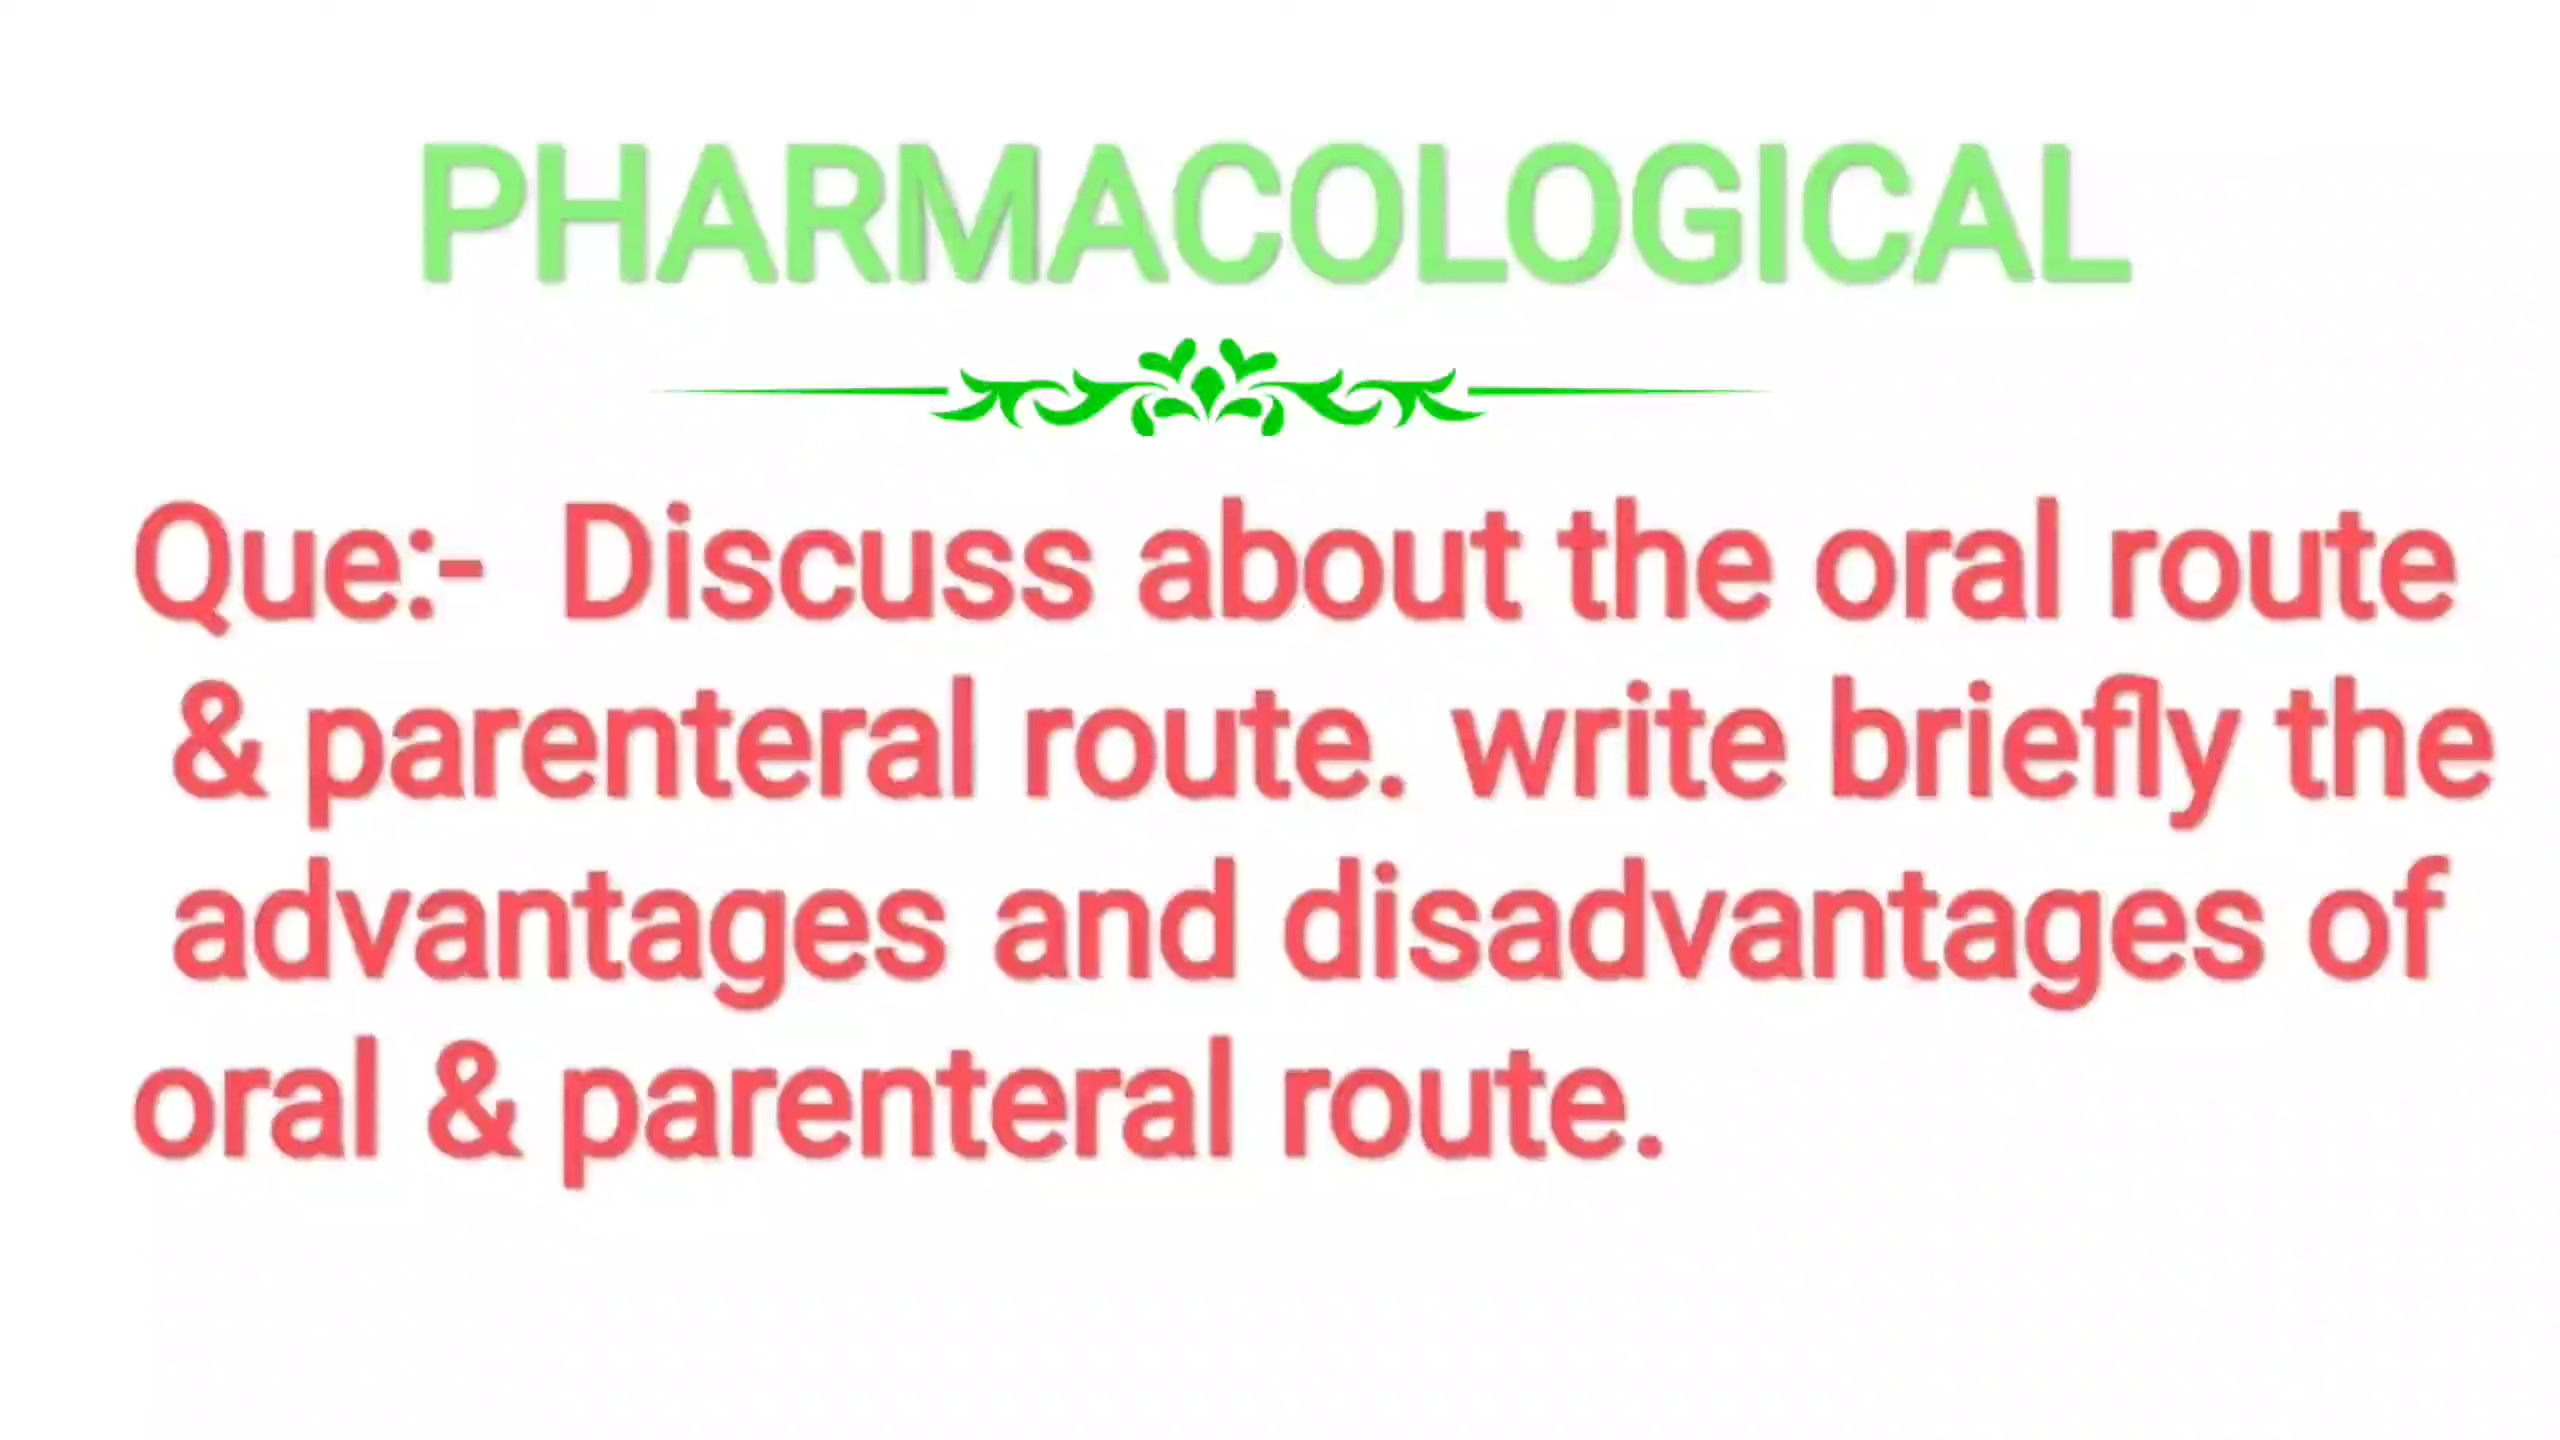 PHARMACOLOGICAL
Que:- Discuss about the oral route
& parenteral route. write briefly the
advantages and disadvantages of
oral & parenteral route.